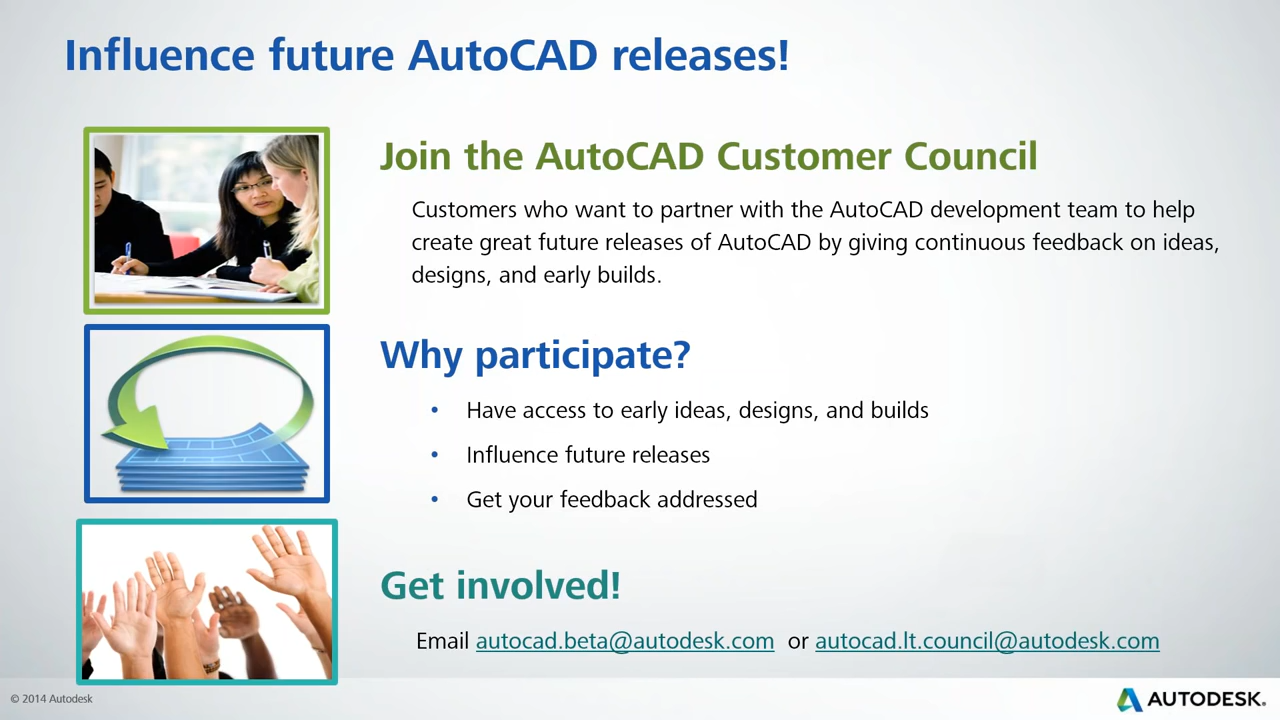 Influence future AutoCAD releases!
Join the AutoCAD Customer Council
Customers who want to partner with the AutoCAD development team to help
create great future releases of AutoCAD by giving continuous feedback on ideas,
designs, and early builds.
Why participate?
• Have access to early ideas, designs, and builds
• Influence future releases
• Get your feedback addressed
Get involved!
Email autocad.beta@autodesk.com or autocad.lt.council@autodesk.com
© 2014 Autodesk
AUTODESK.